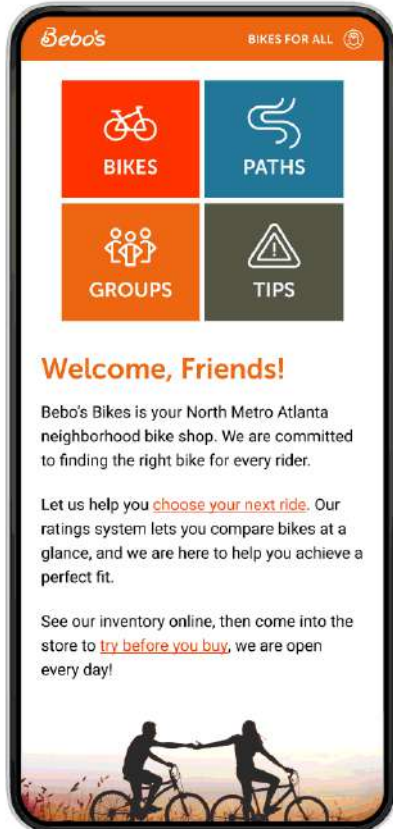 Bebo's
BIKES FOR ALL
BIKES
PATHS
GROUPS
TIPS
Welcome, Friends!
Bebo's Bikes is your North Metro Atlanta
neighborhood bike shop. We are committed
to finding the right bike for every rider.
Let us help you choose your next ride. Our
ratings system lets you compare bikes at a
glance, and we are here to help you achieve a
perfect fit.
See our inventory online, then come into the
store to try before you buy, we are open
every day!